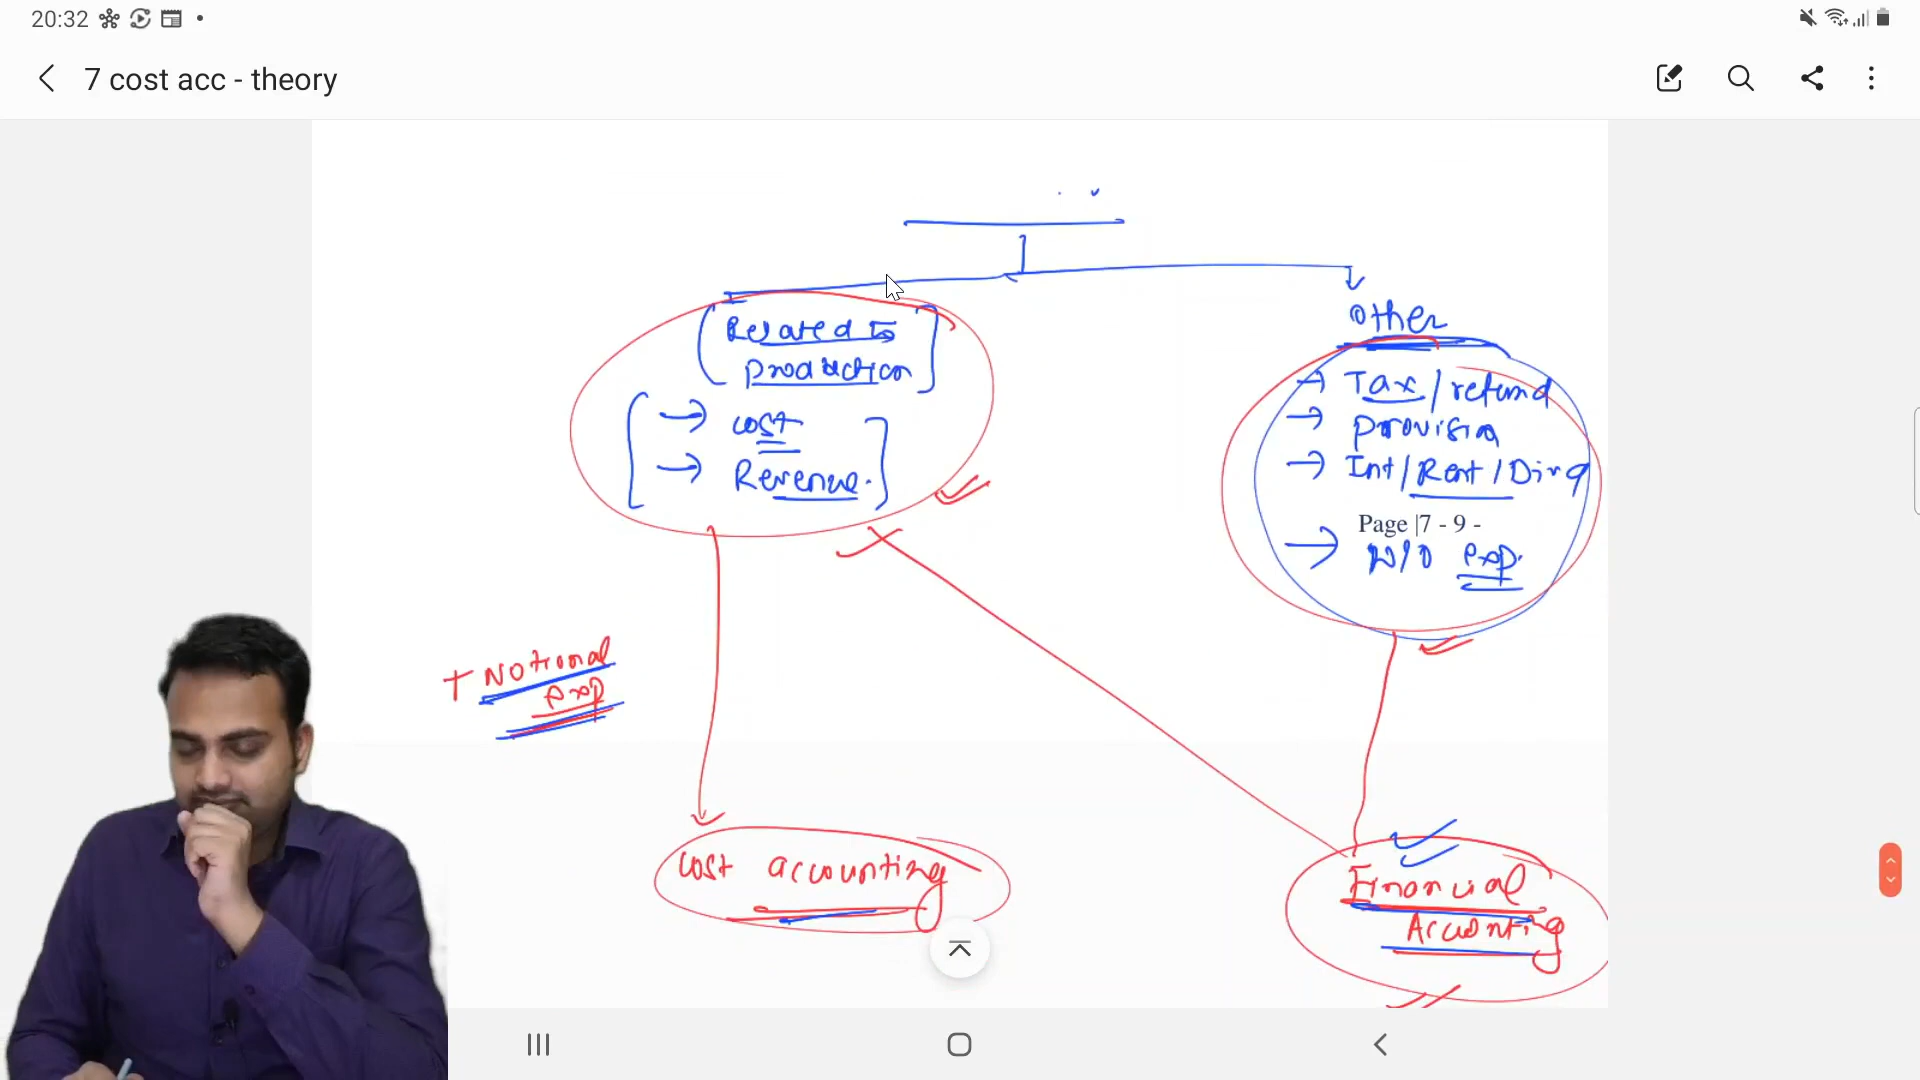 20:32
7 cost acc - theory
Related to
production
→ cost
→ Revenue.
Other
→ Tax / refund
→ provision
→ Int / Rent / Div
Page |7 - 9 -
→ W/O exp.
+ Notional
exp
cost accounting
Financial
Accounting